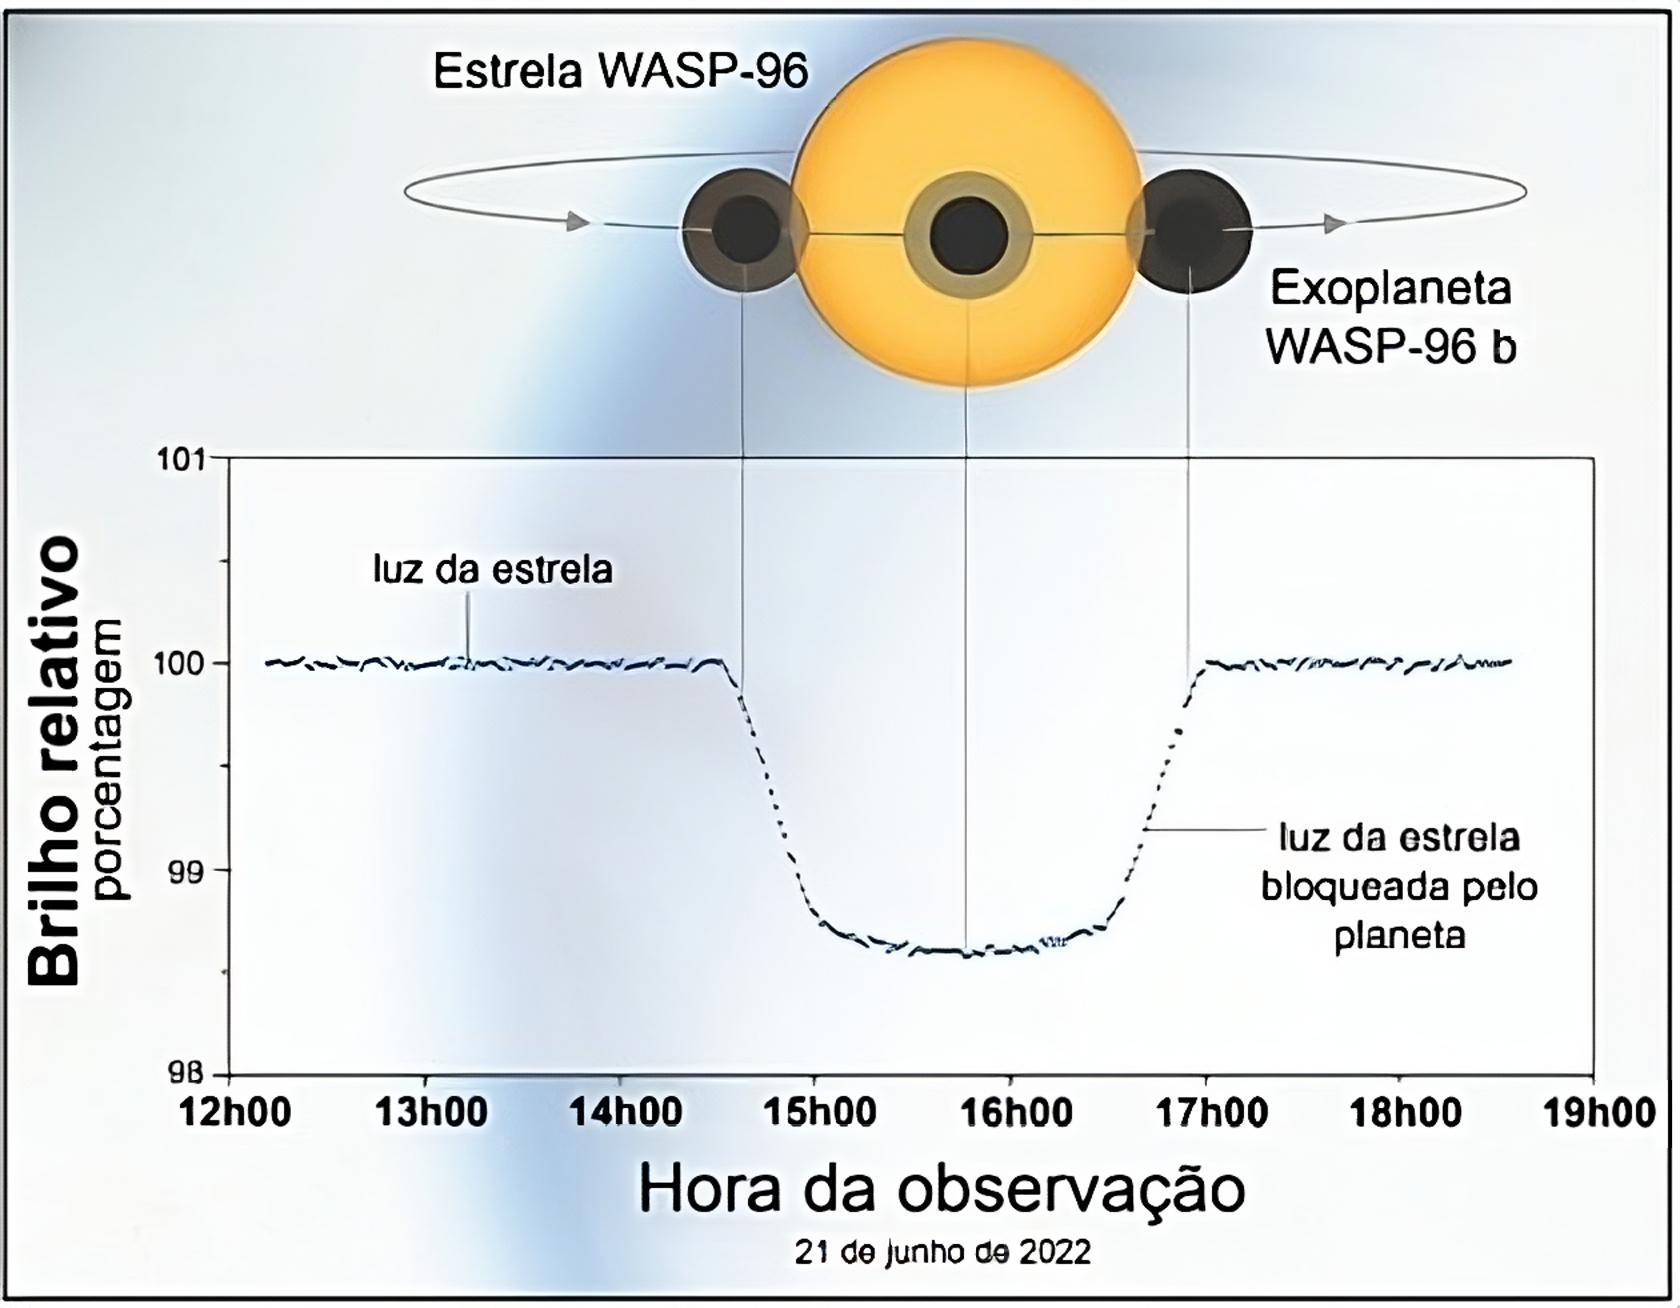 Estrela WASP-96
Exoplaneta
WASP-96 b
101
luz da estrela
100
Brilho relativo
porcentagem
99
luz da estrela
bloqueada pelo
planeta
98
12h00 13h00 14h00 15h00 16h00 17h00 18h00 19h00
Hora da observação
21 de junho de 2022